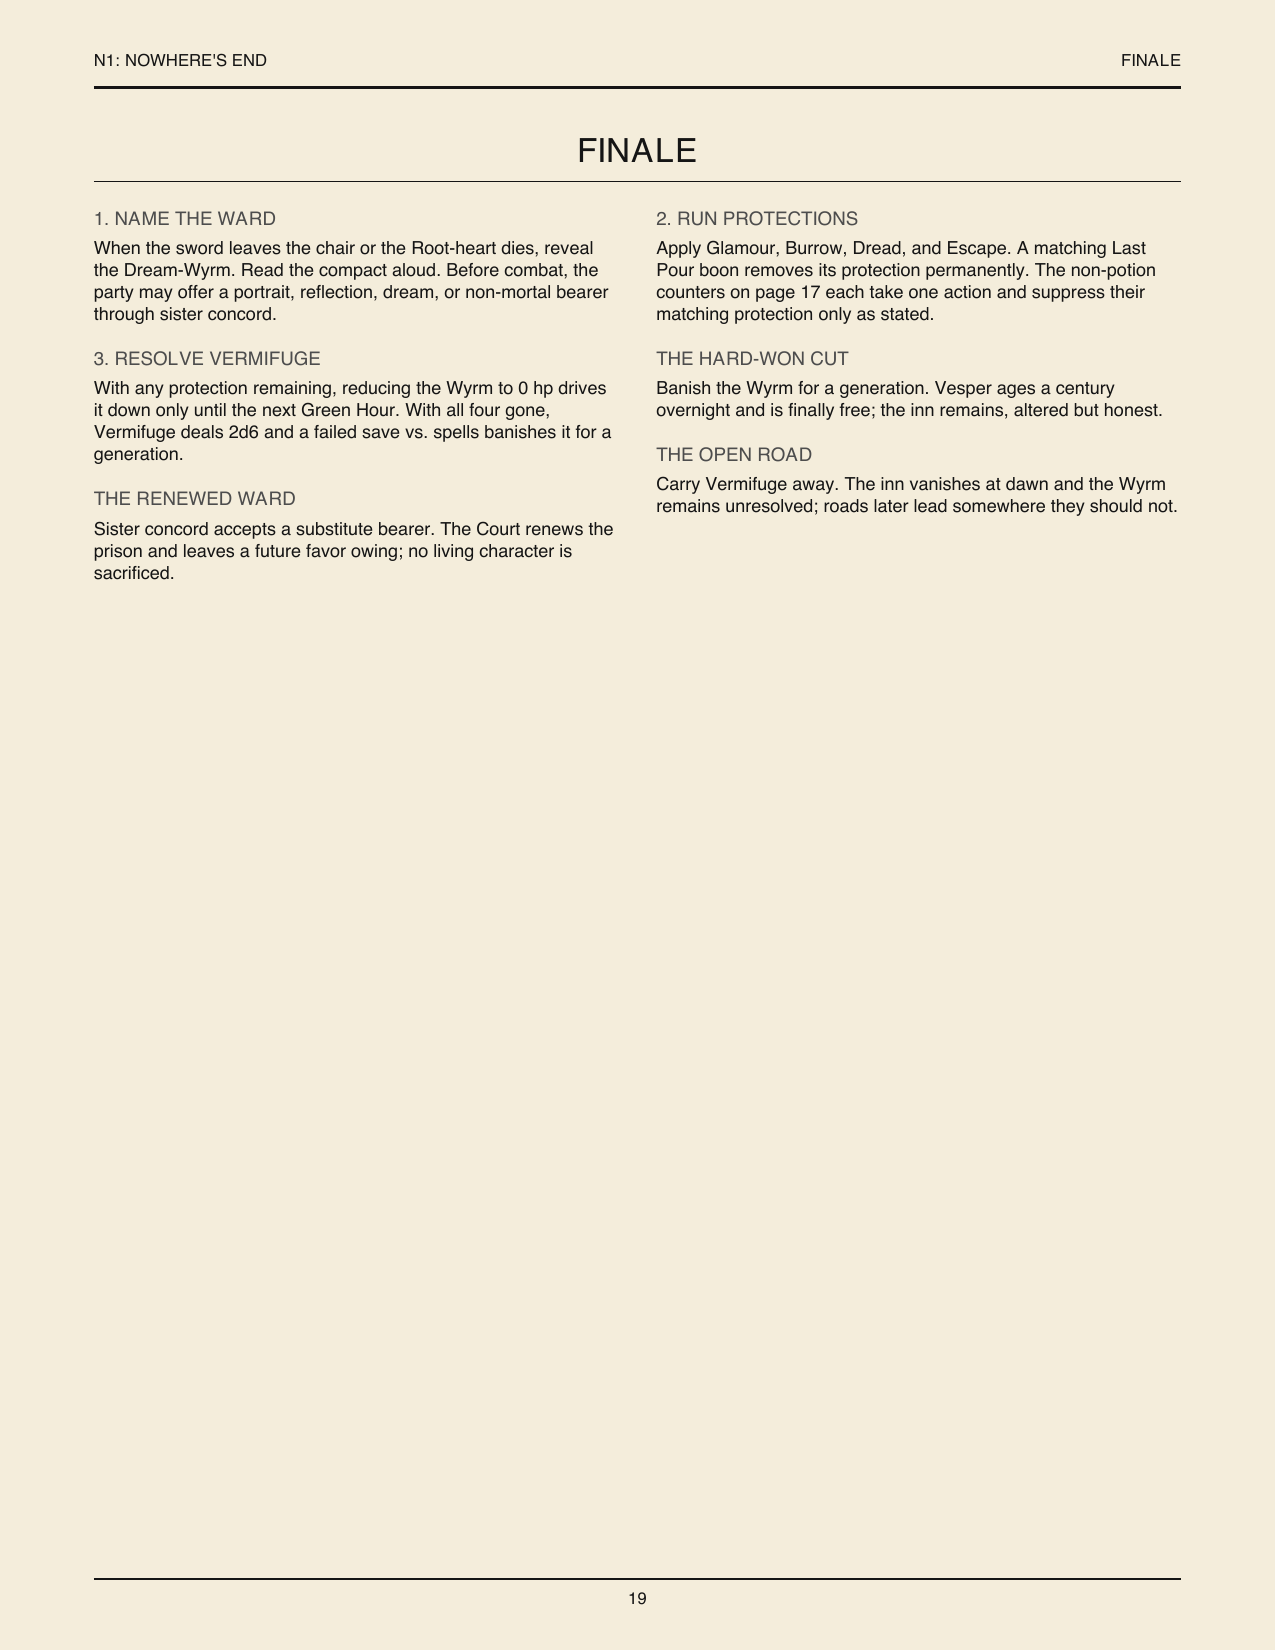 N1: NOWHERE'S END
FINALE
FINALE
1. NAME THE WARD
When the sword leaves the chair or the Root-heart dies, reveal
the Dream-Wyrm. Read the compact aloud. Before combat, the
party may offer a portrait, reflection, dream, or non-mortal bearer
through sister concord.
2. RUN PROTECTIONS
Apply Glamour, Burrow, Dread, and Escape. A matching Last
Pour boon removes its protection permanently. The non-potion
counters on page 17 each take one action and suppress their
matching protection only as stated.
3. RESOLVE VERMIFUGE
With any protection remaining, reducing the Wyrm to 0 hp drives
it down only until the next Green Hour. With all four gone,
Vermifuge deals 2d6 and a failed save vs. spells banishes it for a
generation.
THE HARD-WON CUT
Banish the Wyrm for a generation. Vesper ages a century
overnight and is finally free; the inn remains, altered but honest.
THE RENEWED WARD
Sister concord accepts a substitute bearer. The Court renews the
prison and leaves a future favor owing; no living character is
sacrificed.
THE OPEN ROAD
Carry Vermifuge away. The inn vanishes at dawn and the Wyrm
remains unresolved; roads later lead somewhere they should not.
19